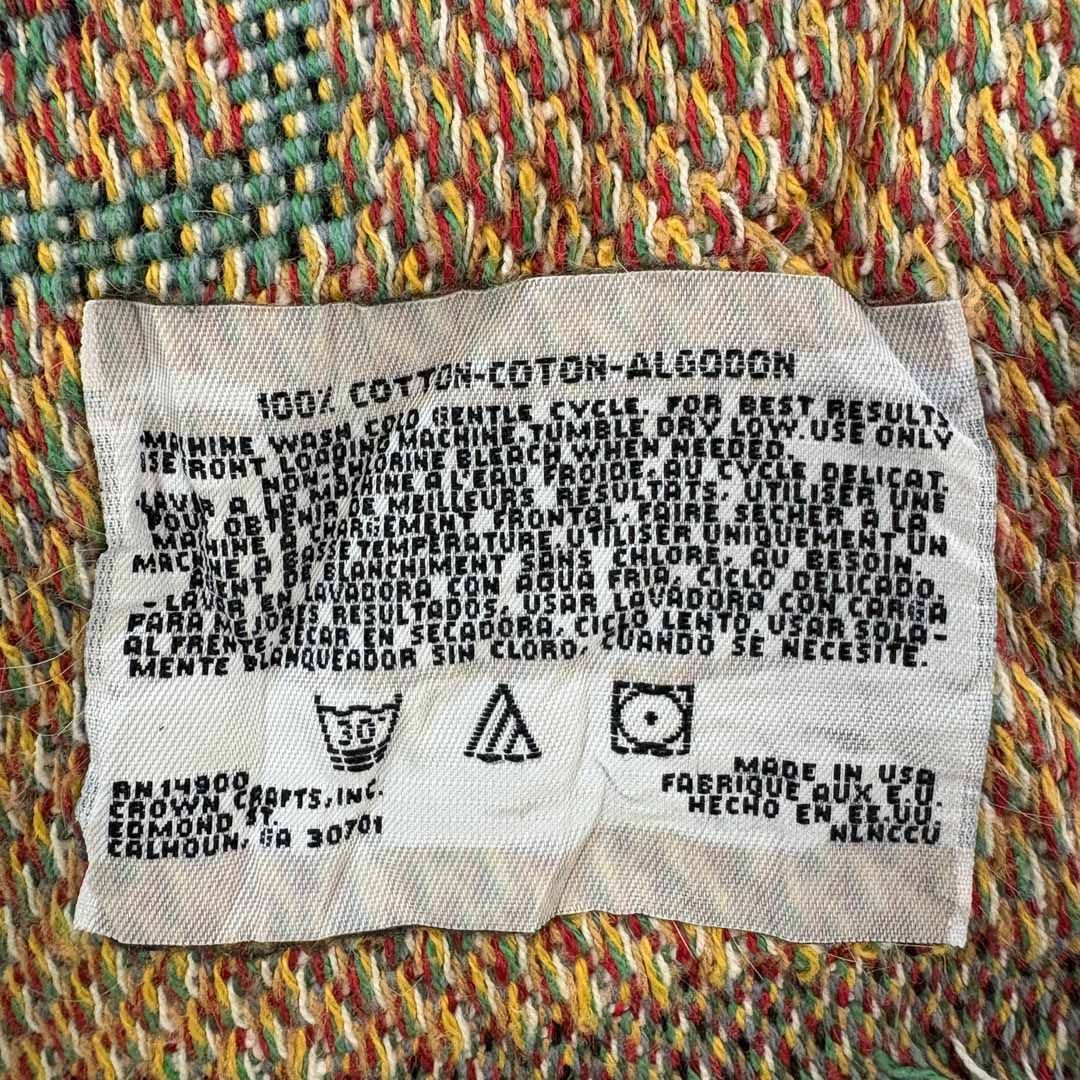 100% COTTON-COTON-ALGODON
MACHINE WASH COLD GENTLE CYCLE. FOR BEST RESULTS
USE FRONT LOADING MACHINE. TUMBLE DRY LOW. USE ONLY
NON-CHLORINE BLEACH WHEN NEEDED.
LAVER A LA MACHINE A L'EAU FROIDE, AU CYCLE DELICAT.
POUR OBTENIR DE MEILLEURS RESULTATS, UTILISER UNE
MACHINE A CHARGEMENT FRONTAL. FAIRE SECHER A LA
MACHINE A BASSE TEMPERATURE. UTILISER UNIQUEMENT UN
AGENT DE BLANCHIMENT SANS CHLORE, AU BESOIN.
- LAVAR EN LAVADORA CON AGUA FRIA, CICLO DELICADO.
PARA MEJORES RESULTADOS, USAR LAVADORA CON CARGA
AL FRENTE. SECAR EN SECADORA, CICLO LENTO. USAR SOLA-
MENTE BLANQUEADOR SIN CLORO, CUANDO SE NECESITE.
30°
RN 14900
CROWN CRAFTS, INC.
EDMOND ST.
CALHOUN, GA 30701
MADE IN USA
FABRIQUE AUX E.U.
HECHO EN EE.UU.
NLNCCU